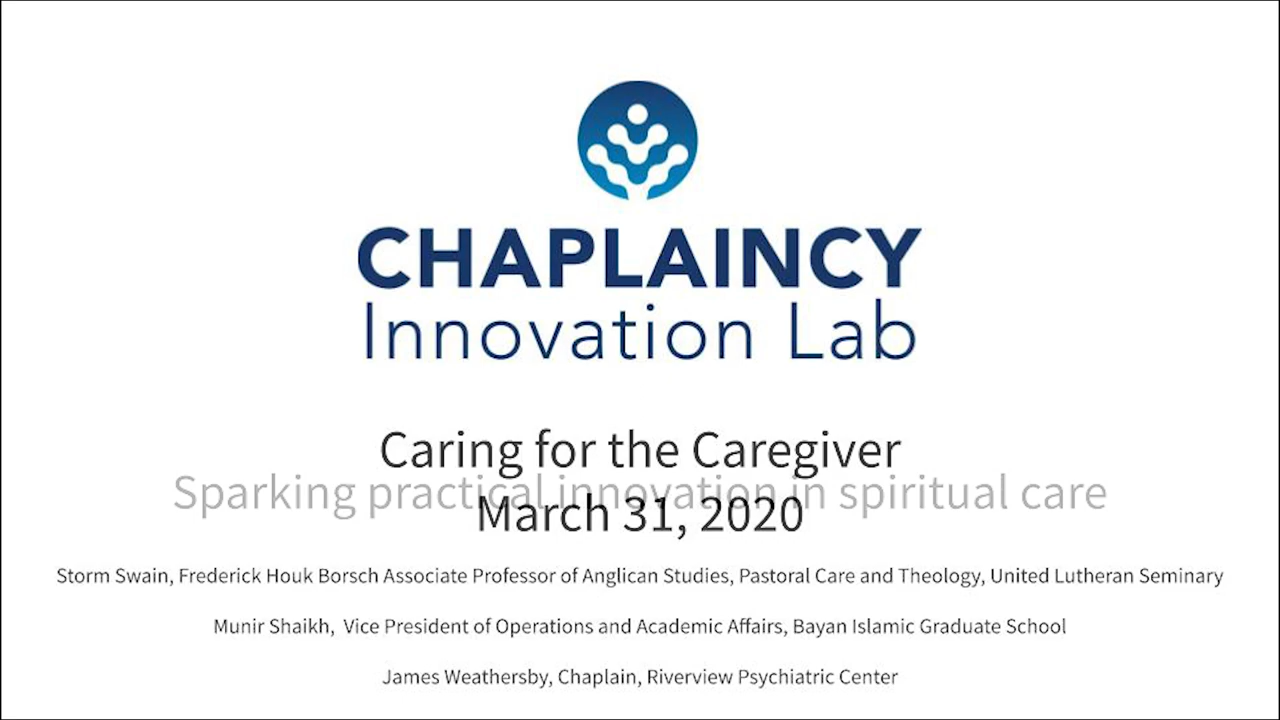 CHAPLAINCY
Innovation Lab
Caring for the Caregiver
Sparking practical innovation in spiritual care
March 31, 2020
Storm Swain, Frederick Houk Borsch Associate Professor of Anglican Studies, Pastoral Care and Theology, United Lutheran Seminary
Munir Shaikh, Vice President of Operations and Academic Affairs, Bayan Islamic Graduate School
James Weathersby, Chaplain, Riverview Psychiatric Center